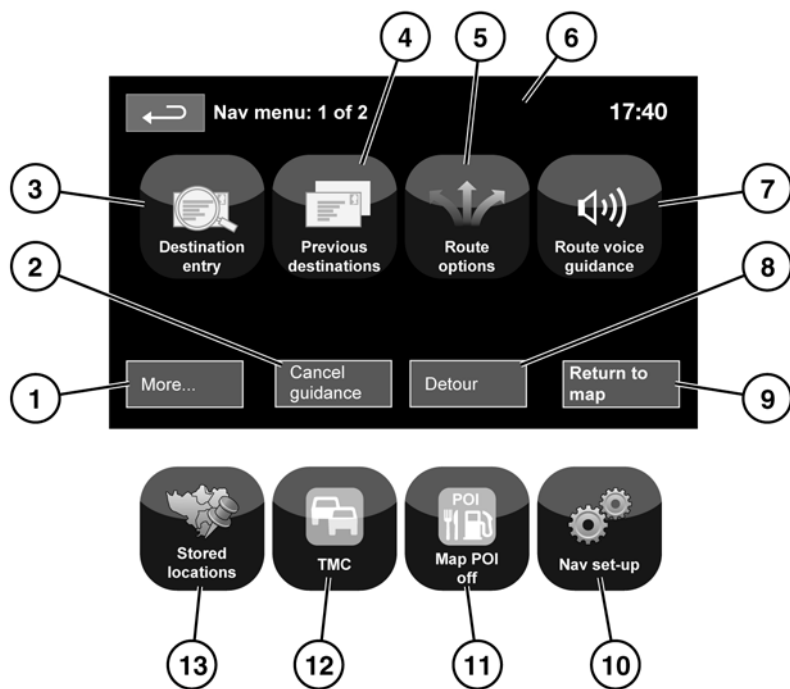 4
5
6
Nav menu: 1 of 2
17:40
3
Destination
entry
Previous
destinations
Route
options
Route voice
guidance
7
2
8
1
More...
Cancel
guidance
Detour
Return to
map
9
Stored
locations
TMC
POI
Map POI
off
Nav set-up
13
12
11
10